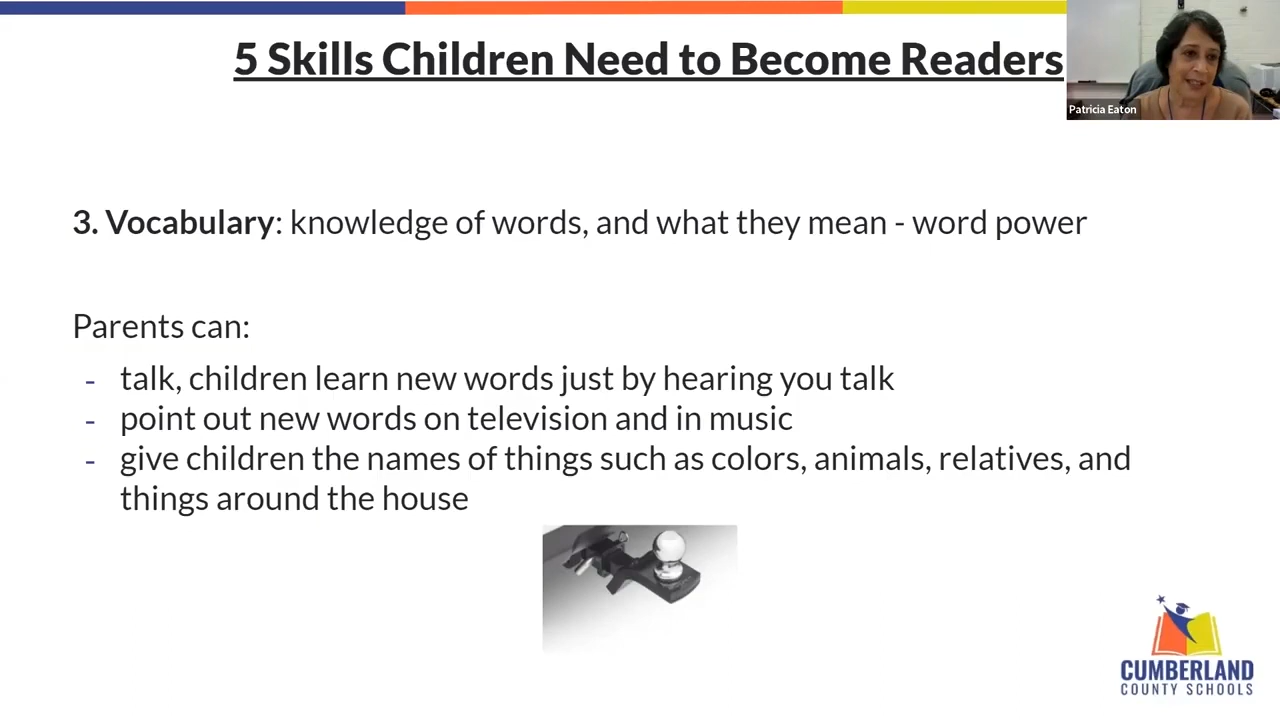 5 Skills Children Need to Become Readers
Patricia Eaton
3. Vocabulary: knowledge of words, and what they mean - word power
Parents can:
- talk, children learn new words just by hearing you talk
- point out new words on television and in music
- give children the names of things such as colors, animals, relatives, and
things around the house
CUMBERLAND
COUNTY SCHOOLS